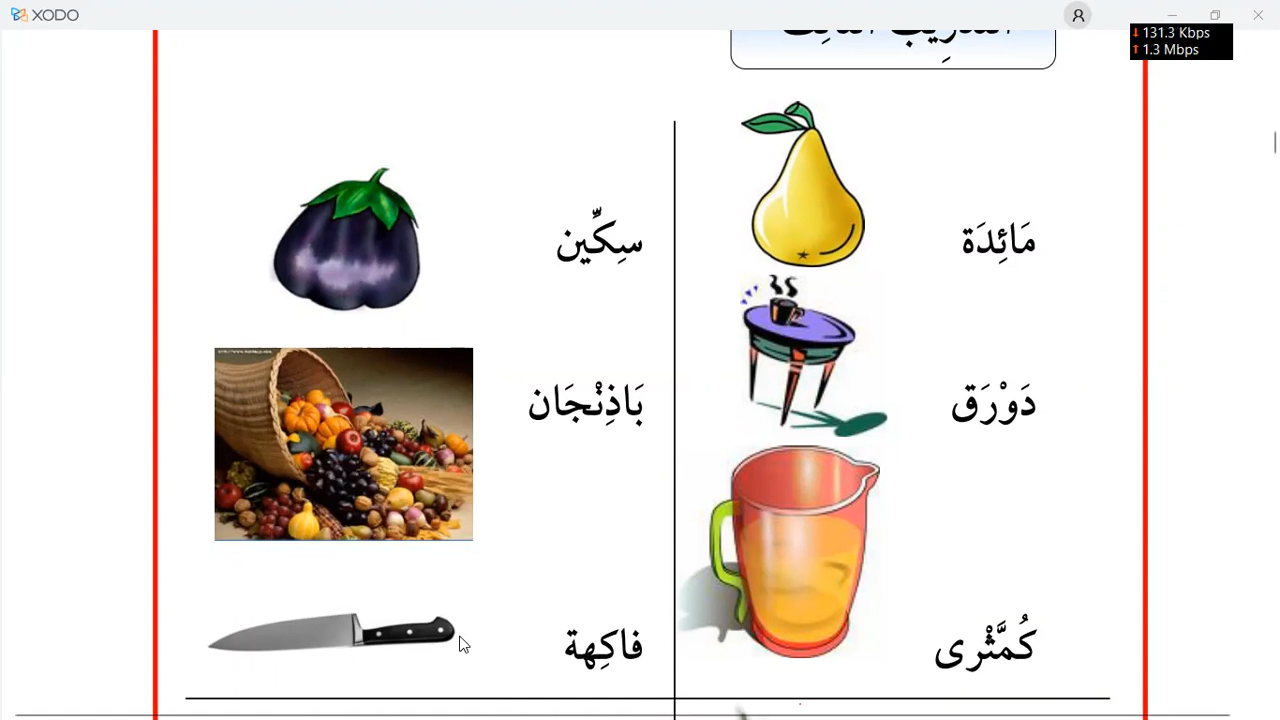 XODO
131.3 Kbps
1.3 Mbps
مَائِدَة
سِكِّين
دَوْرَق
بَاذِنْجَان
كُمَّثْرى
فاكِهة